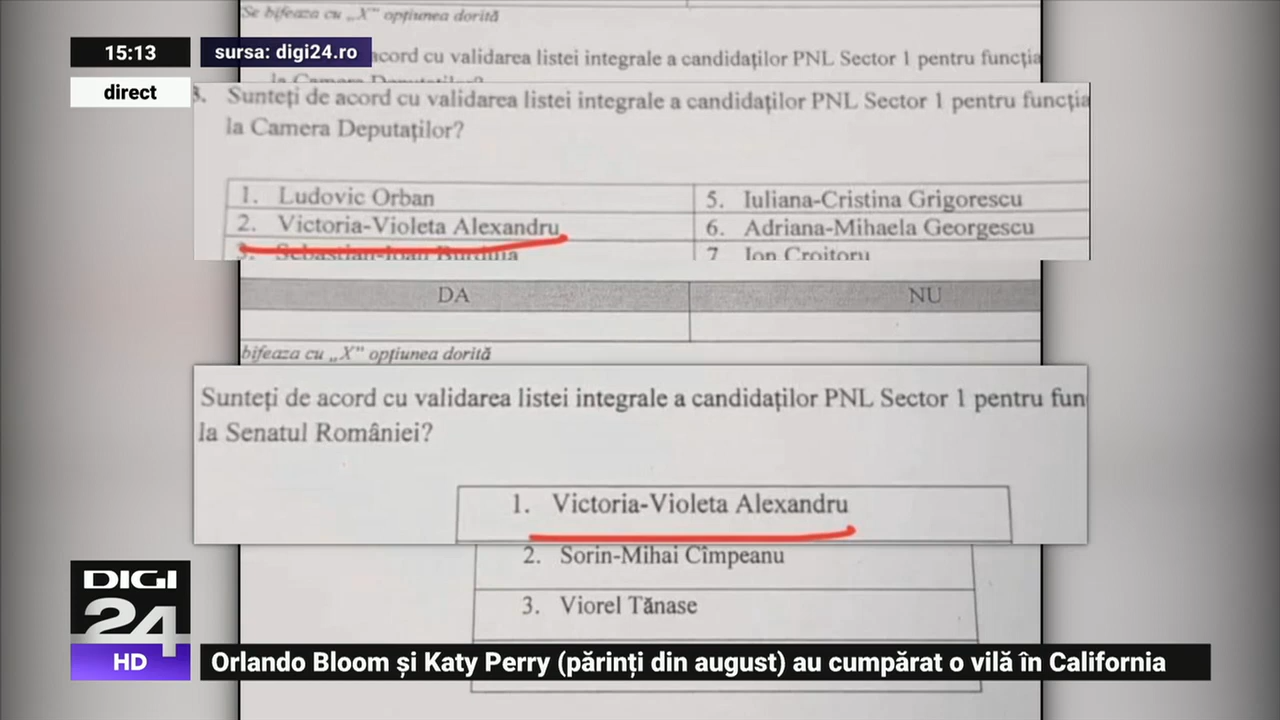 Se bifeaza cu „X" opțiunea dorită
15:13
sursa: digi24.ro
acord cu validarea listei integrale a candidaților PNL Sector 1 pentru funcția
direct
3. Sunteți de acord cu validarea listei integrale a candidaților PNL Sector 1 pentru funcția
la Camera Deputaților?
1. Ludovic Orban
5. Iuliana-Cristina Grigorescu
2. Victoria-Violeta Alexandru
6. Adriana-Mihaela Georgescu
3. Sebastian-Ioan Burduja
7 Ion Croitoru
DA
NU
bifeaza cu „X" opțiunea dorită
Sunteți de acord cu validarea listei integrale a candidaților PNL Sector 1 pentru fun
la Senatul României?
1. Victoria-Violeta Alexandru
2. Sorin-Mihai Cîmpeanu
3. Viorel Tănase
DIGI
24
HD
Orlando Bloom și Katy Perry (părinți din august) au cumpărat o vilă în California